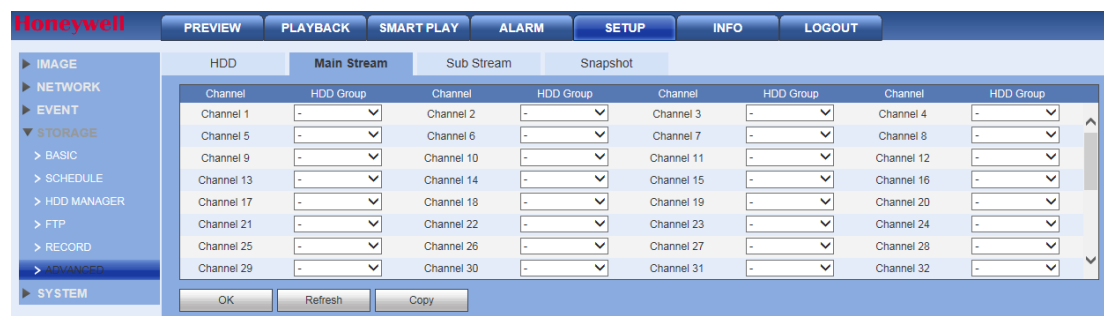 Honeywell PREVIEW PLAYBACK SMART PLAY ALARM SETUP INFO LOGOUT
IMAGE
NETWORK
EVENT
STORAGE
> BASIC
> SCHEDULE
> HDD MANAGER
> FTP
> RECORD
> ADVANCED
SYSTEM
HDD Main Stream Sub Stream Snapshot
Channel HDD Group Channel HDD Group Channel HDD Group Channel HDD Group
Channel 1 - Channel 2 - Channel 3 - Channel 4 -
Channel 5 - Channel 6 - Channel 7 - Channel 8 -
Channel 9 - Channel 10 - Channel 11 - Channel 12 -
Channel 13 - Channel 14 - Channel 15 - Channel 16 -
Channel 17 - Channel 18 - Channel 19 - Channel 20 -
Channel 21 - Channel 22 - Channel 23 - Channel 24 -
Channel 25 - Channel 26 - Channel 27 - Channel 28 -
Channel 29 - Channel 30 - Channel 31 - Channel 32 -
OK Refresh Copy